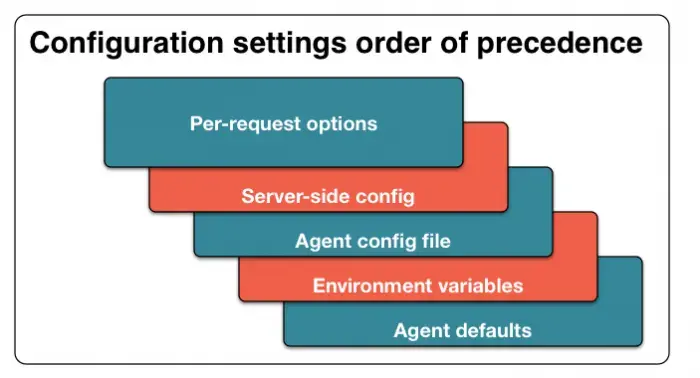 Configuration settings order of precedence
Per-request options
Server-side config
Agent config file
Environment variables
Agent defaults